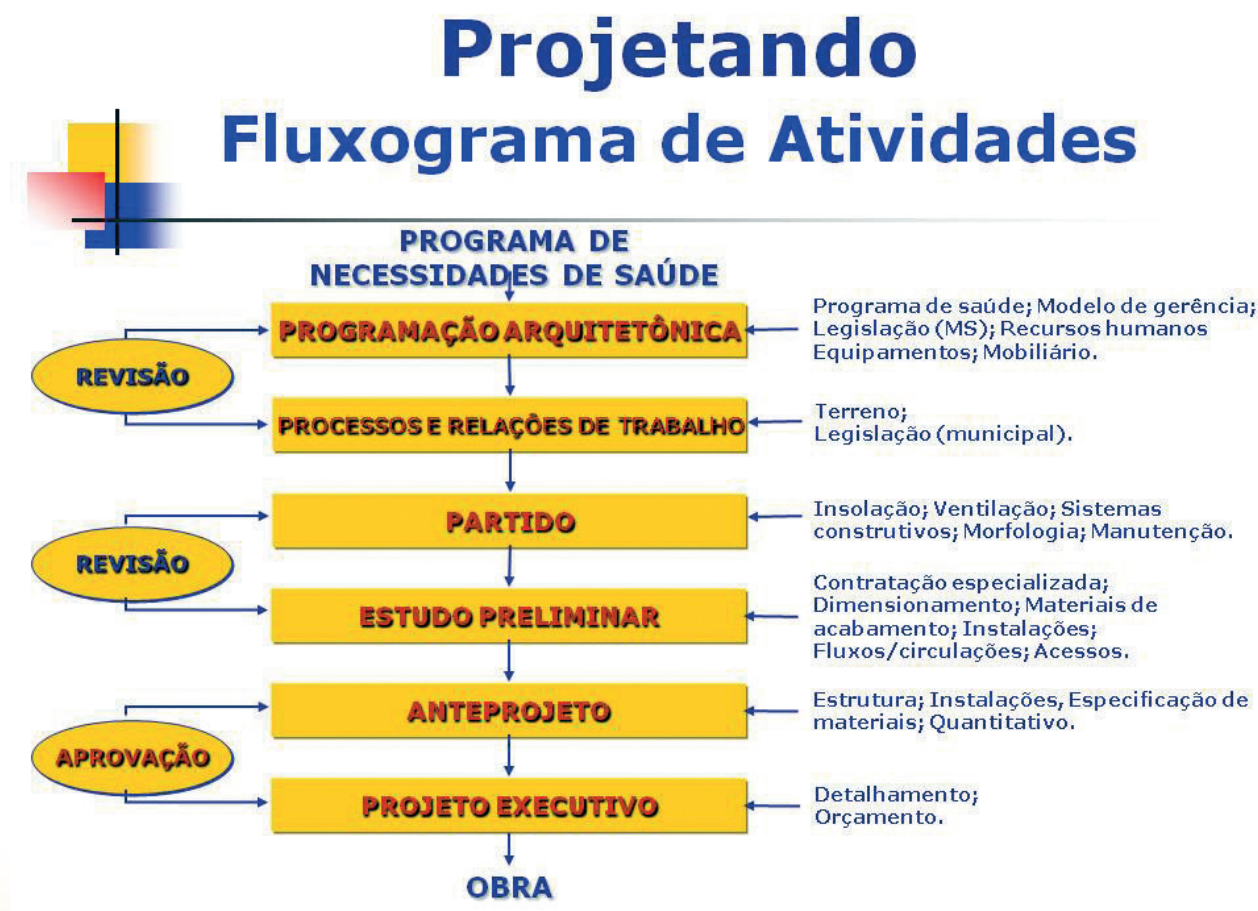 Projetando
Fluxograma de Atividades
PROGRAMA DE
NECESSIDADES DE SAÚDE
PROGRAMAÇÃO ARQUITETÔNICA
Programa de saúde; Modelo de gerência;
Legislação (MS); Recursos humanos
Equipamentos; Mobiliário.
REVISÃO
PROCESSOS E RELAÇÕES DE TRABALHO
Terreno;
Legislação (municipal).
PARTIDO
Insolação; Ventilação; Sistemas
construtivos; Morfologia; Manutenção.
REVISÃO
ESTUDO PRELIMINAR
Contratação especializada;
Dimensionamento; Materiais de
acabamento; Instalações;
Fluxos/circulações; Acessos.
ANTEPROJETO
Estrutura; Instalações, Especificação de
materiais; Quantitativo.
APROVAÇÃO
PROJETO EXECUTIVO
Detalhamento;
Orçamento.
OBRA